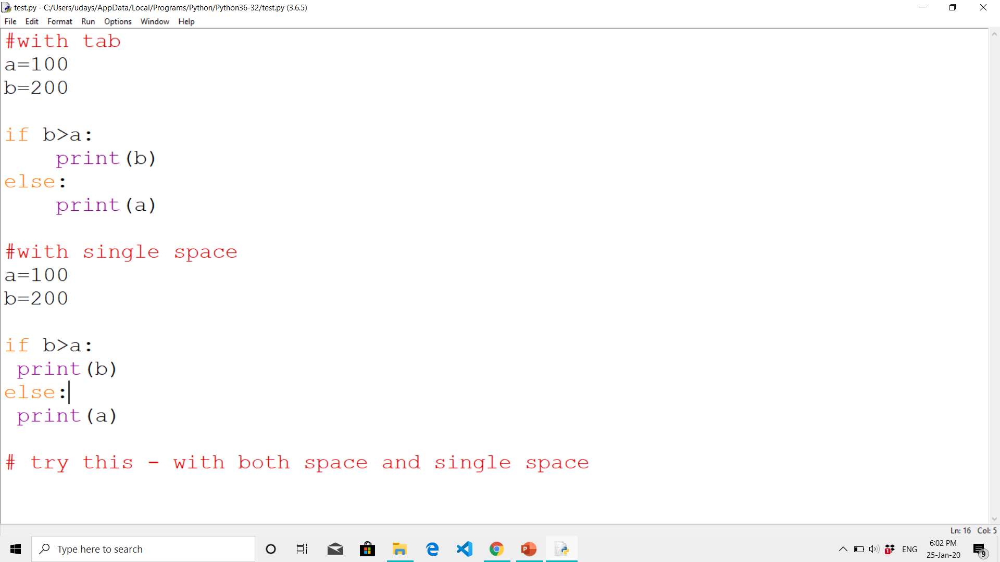 test.py - C:/Users/udays/AppData/Local/Programs/Python/Python36-32/test.py (3.6.5)
File Edit Format Run Options Window Help
#with tab
a=100
b=200
if b>a:
    print(b)
else:
    print(a)
#with single space
a=100
b=200
if b>a:
 print(b)
else:
 print(a)
# try this - with both space and single space
Ln: 16 Col: 5
Type here to search
P
1
ENG
6:02 PM
25-Jan-20
9